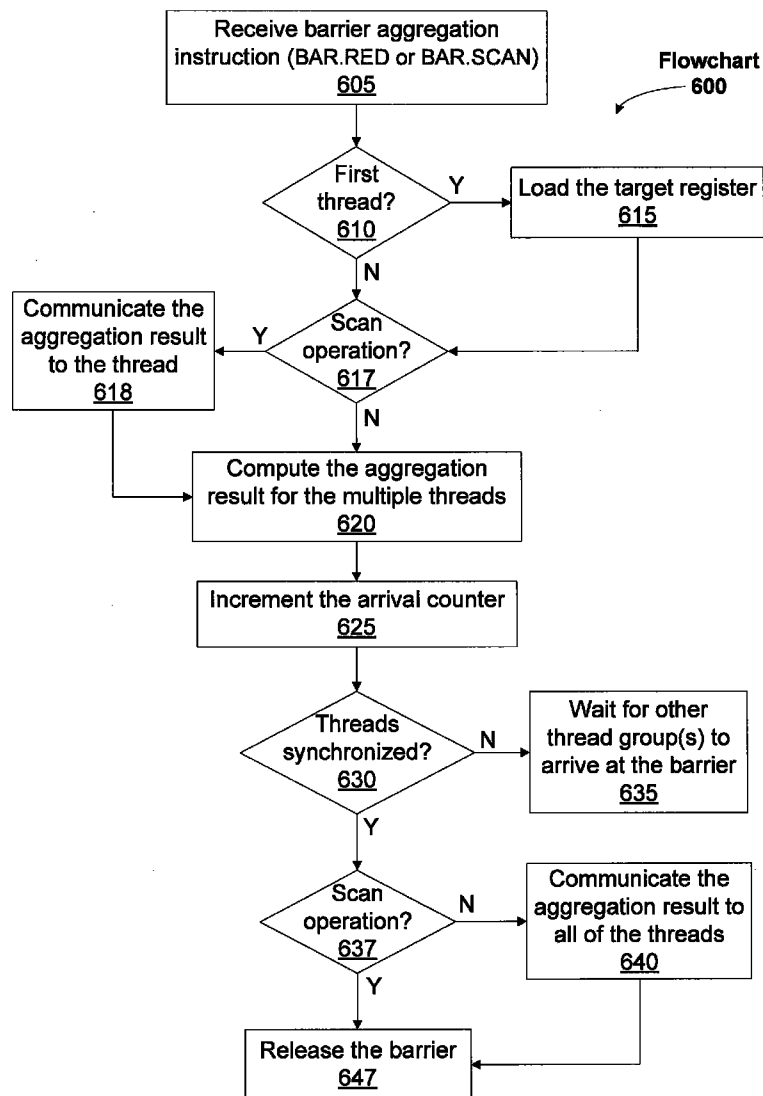 Receive barrier aggregation
instruction (BAR.RED or BAR.SCAN)
605
Flowchart
600
First
thread?
610
Y
N
Load the target register
615
Communicate the
aggregation result
to the thread
618
Y
Scan
operation?
617
N
Compute the aggregation
result for the multiple threads
620
Increment the arrival counter
625
Threads
synchronized?
630
N
Y
Wait for other
thread group(s) to
arrive at the barrier
635
Scan
operation?
637
N
Y
Communicate the
aggregation result to
all of the threads
640
Release the barrier
647